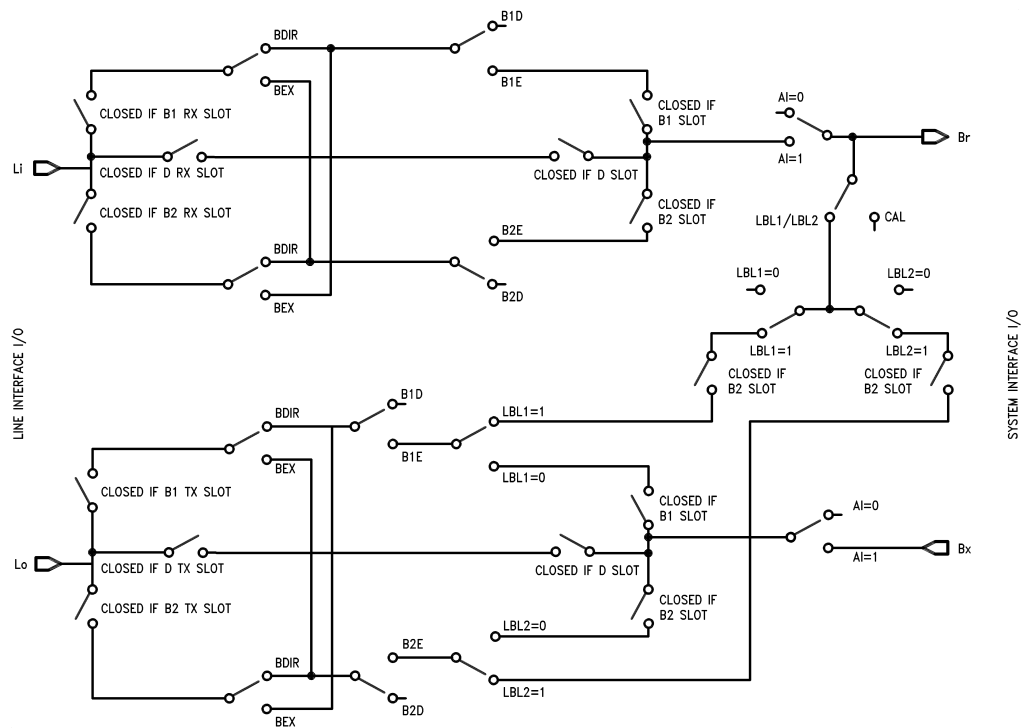 B1D
BDIR
BEX
B1E
CLOSED IF B1 RX SLOT
CLOSED IF
B1 SLOT
AI=0
Br
AI=1
Li
CLOSED IF D RX SLOT
CLOSED IF D SLOT
CLOSED IF B2 RX SLOT
CLOSED IF
B2 SLOT
LBL1/LBL2
CAL
BDIR
B2E
BEX
B2D
LBL1=0
LBL2=0
LBL1=1
LBL2=1
CLOSED IF
B2 SLOT
CLOSED IF
B2 SLOT
LINE INTERFACE I/O
SYSTEM INTERFACE I/O
B1D
BDIR
LBL1=1
BEX
B1E
LBL1=0
CLOSED IF B1 TX SLOT
CLOSED IF
B1 SLOT
AI=0
Lo
CLOSED IF D TX SLOT
CLOSED IF D SLOT
AI=1
Bx
CLOSED IF B2 TX SLOT
CLOSED IF
B2 SLOT
LBL2=0
BDIR
B2E
LBL2=1
BEX
B2D